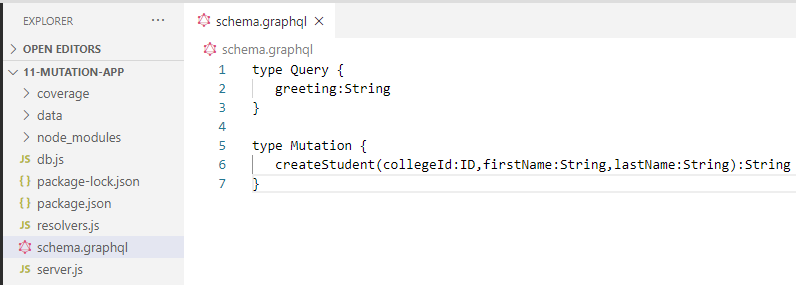 EXPLORER
...
schema.graphql
OPEN EDITORS
schema.graphql
11-MUTATION-APP
1 type Query {
coverage
2 greeting:String
data
3 }
node_modules
4
JS db.js
5 type Mutation {
{} package-lock.json
6 createStudent(collegeId:ID,firstName:String,lastName:String):String
{} package.json
7 }
JS resolvers.js
schema.graphql
JS server.js